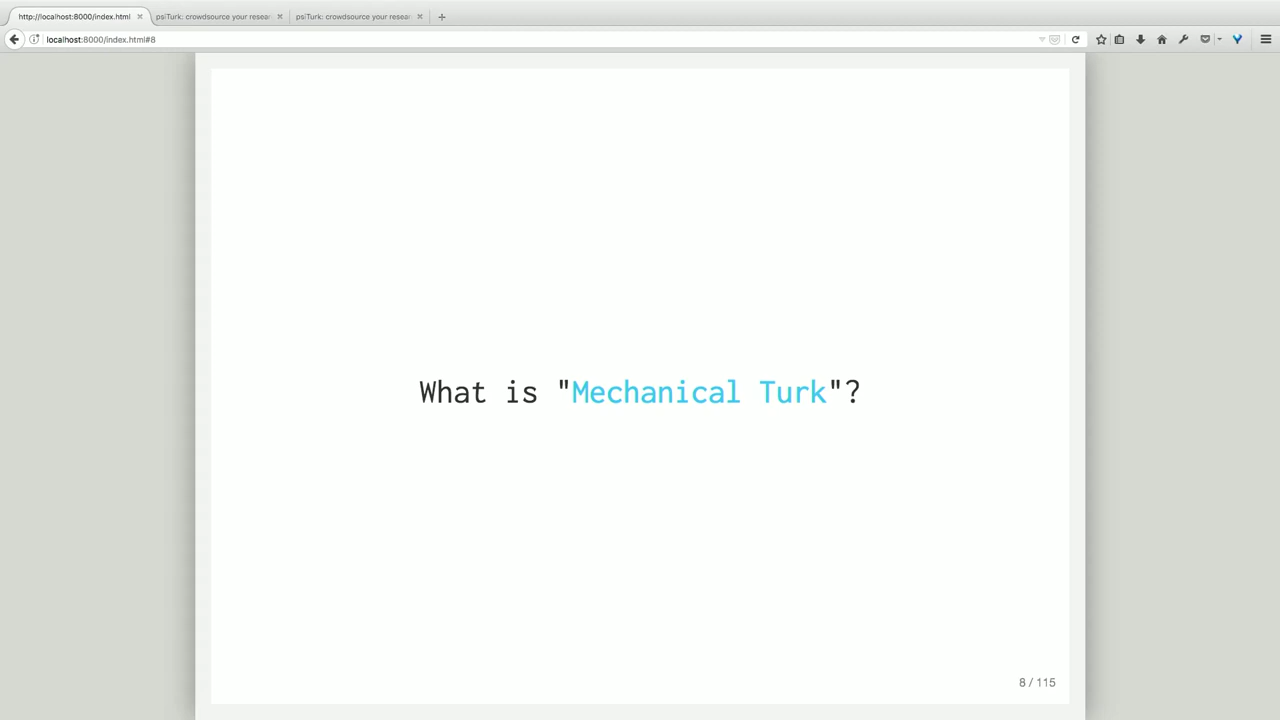 http://localhost:8000/index.html
psiTurk: crowdsource your resear
psiTurk: crowdsource your resear
localhost:8000/index.html#8
What is "Mechanical Turk"?
8 / 115